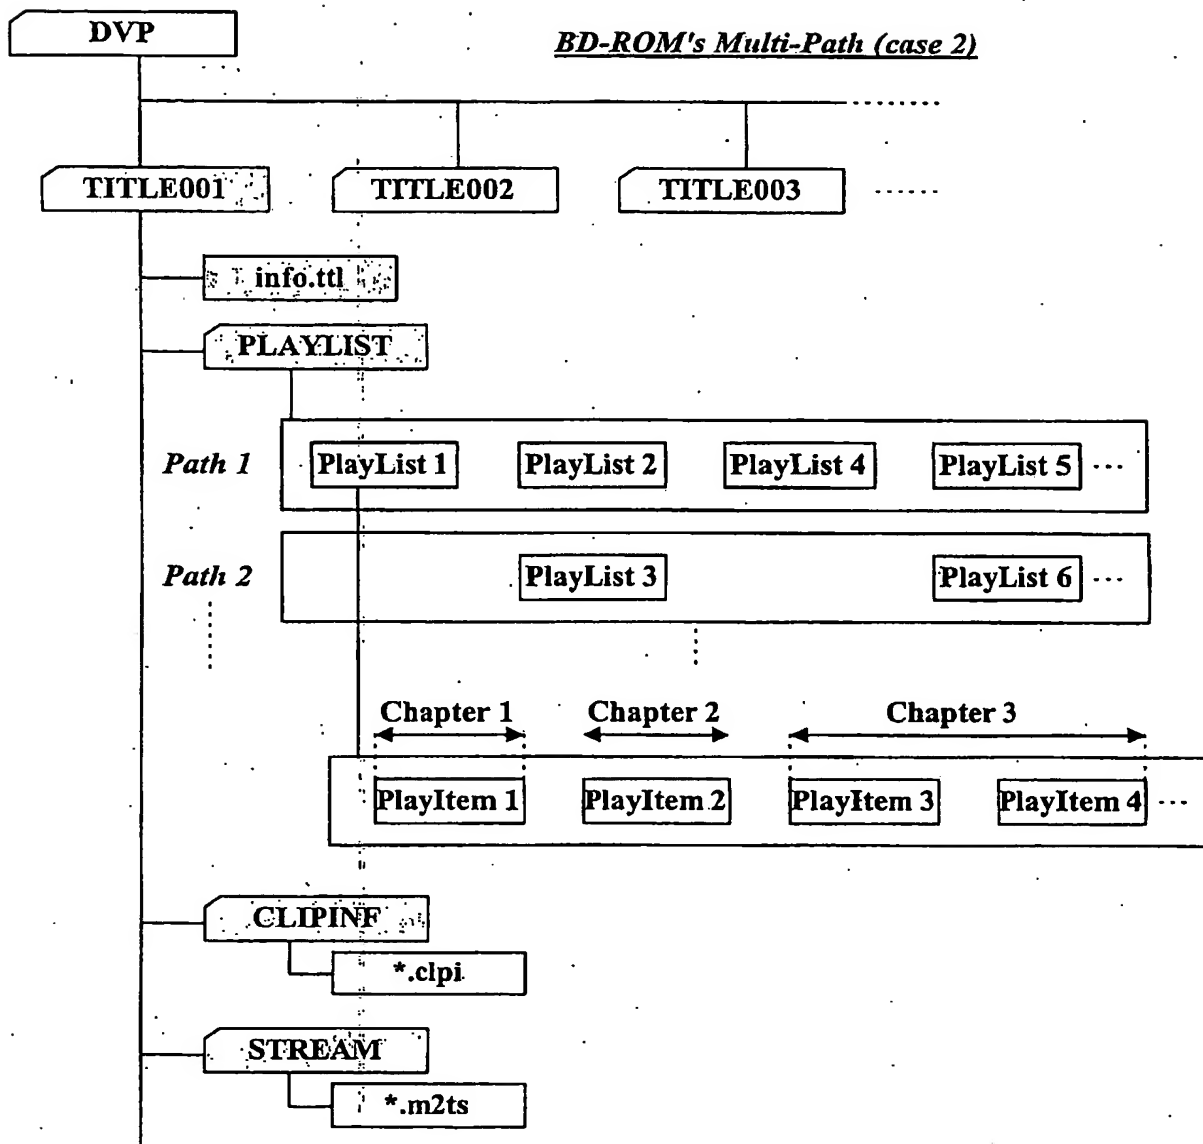 DVP
BD-ROM's Multi-Path (case 2)
TITLE001 TITLE002 TITLE003
info.ttl
PLAYLIST
Path 1 PlayList 1 PlayList 2 PlayList 4 PlayList 5 ...
Path 2 PlayList 3 PlayList 6 ...
Chapter 1 Chapter 2 Chapter 3
PlayItem 1 PlayItem 2 PlayItem 3 PlayItem 4 ...
CLIPINF
*.clpi
STREAM
*.m2ts